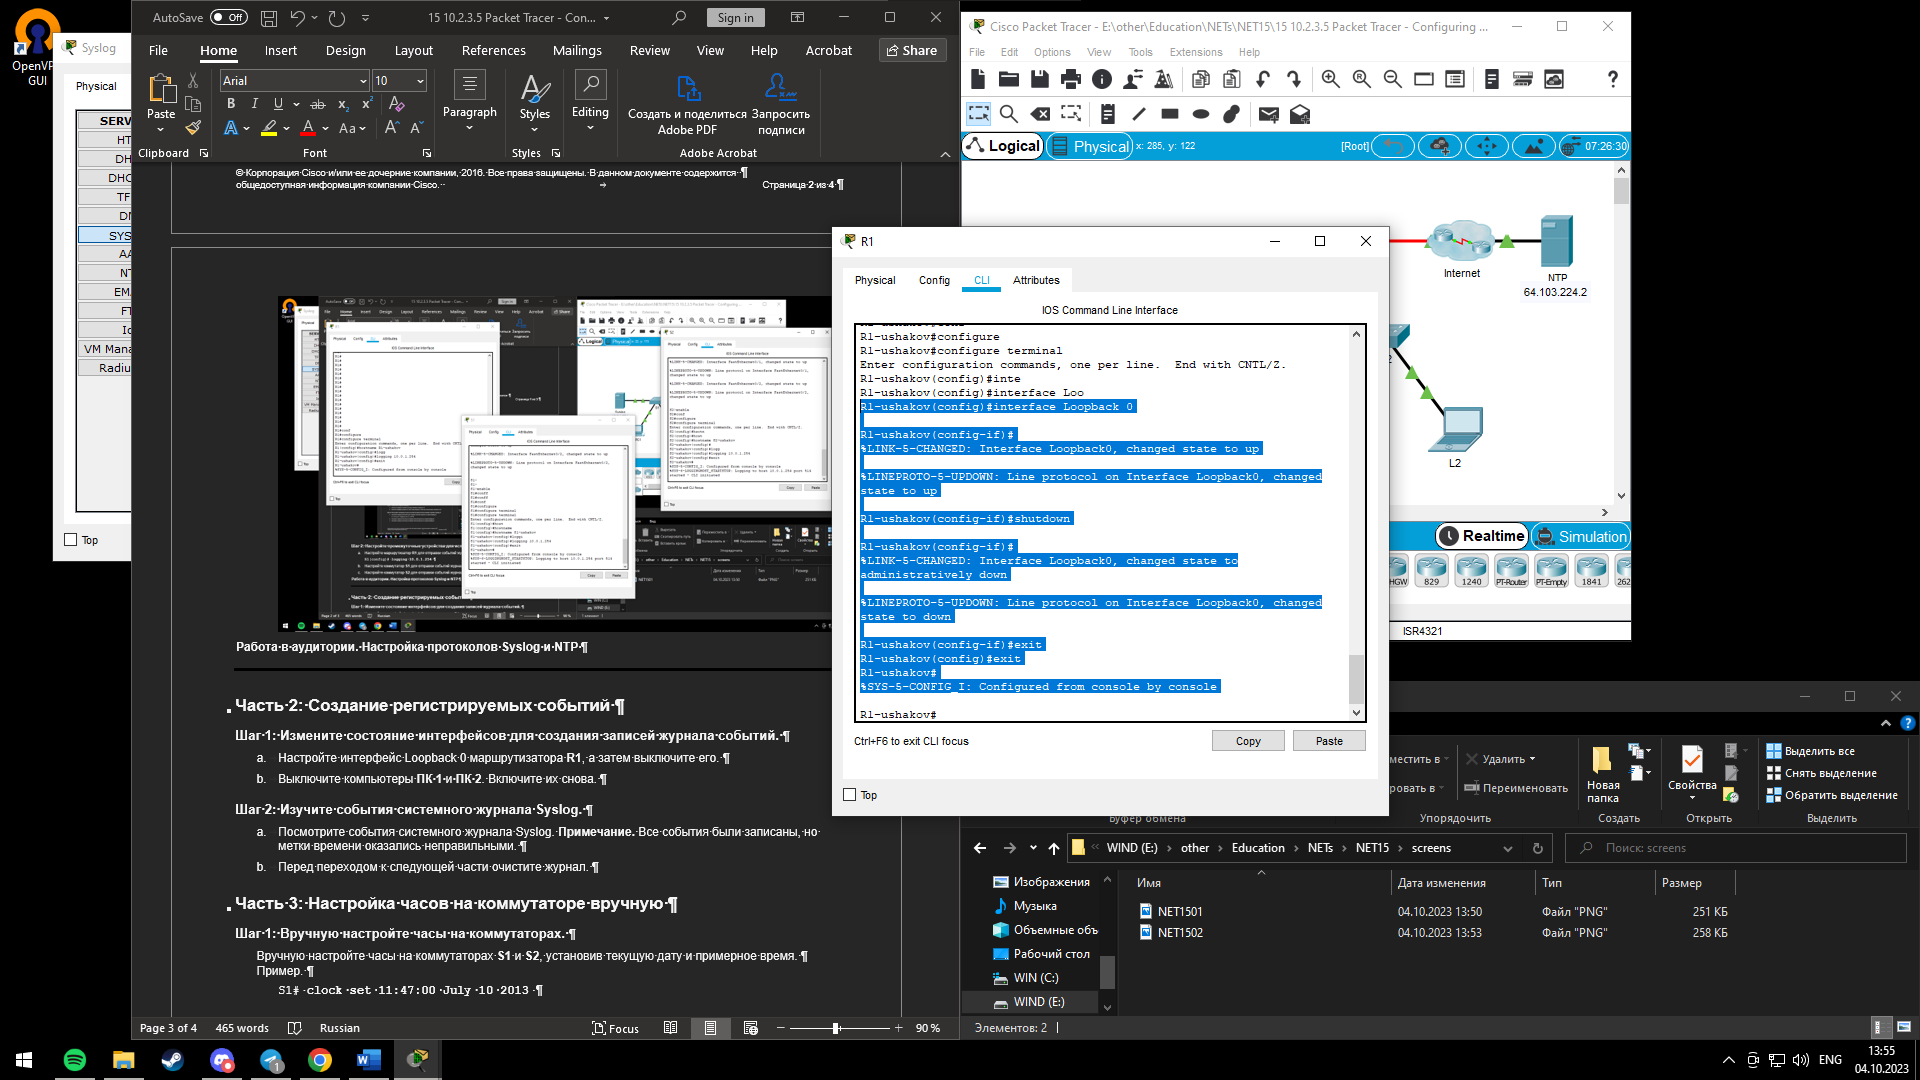 OpenVP
GUI
Syslog
Physical
SERV
HT
DH
DHC
TF
DN
SYS
AA
NT
EMA
FT
Io
VM Mana
Radiu
Top
AutoSave
Off
15 10.2.3.5 Packet Tracer - Con...
Sign in
File
Home
Insert
Design
Layout
References
Mailings
Review
View
Help
Acrobat
Share
Paste
Clipboard
Arial
10
Font
Paragraph
Styles
Styles
Editing
Создать и поделиться
Adobe PDF
Запросить
подписи
Adobe Acrobat
©·Корпорация·Cisco·и/или·ее·дочерние·компании,·2016.·Все·права·защищены.·В·данном·документе·содержится··¶
общедоступная·информация·компании·Cisco.··
Страница·2·из·4·¶
Работа·в·аудитории.·Настройка·протоколов·Syslog·и·NTP·¶
Часть·2:·Создание·регистрируемых·событий·¶
Шаг·1:·Измените·состояние·интерфейсов·для·создания·записей·журнала·событий.·¶
a. Настройте·интерфейс·Loopback·0·маршрутизатора·R1,·а·затем·выключите·его.·¶
b. Выключите·компьютеры·ПК-1·и·ПК-2.·Включите·их·снова.·¶
Шаг·2:·Изучите·события·системного·журнала·Syslog.·¶
a. Посмотрите·события·системного·журнала·Syslog.·Примечание.·Все·события·были·записаны,·но·
метки·времени·оказались·неправильными.·¶
b. Перед·переходом·к·следующей·части·очистите·журнал.·¶
Часть·3:·Настройка·часов·на·коммутаторе·вручную·¶
Шаг·1:·Вручную·настройте·часы·на·коммутаторах.·¶
Вручную·настройте·часы·на·коммутаторах·S1·и·S2,·установив·текущую·дату·и·примерное·время.·¶
Пример.·¶
S1#·clock·set·11:47:00·July·10·2013·¶
Page 3 of 4
465 words
Russian
Focus
90 %
Cisco Packet Tracer - E:\other\Education\NETs\NET15\15 10.2.3.5 Packet Tracer - Configuring ...
File
Edit
Options
View
Tools
Extensions
Help
Logical
Physical
x: 285, y: 122
[Root]
07:26:30
Internet
NTP
64.103.224.2
L2
Realtime
Simulation
HGW
829
1240
PT-Router
PT-Empty
1841
262
ISR4321
R1
Physical
Config
CLI
Attributes
IOS Command Line Interface
R1-ushakov#configure
R1-ushakov#configure terminal
Enter configuration commands, one per line.  End with CNTL/Z.
R1-ushakov(config)#inte
R1-ushakov(config)#interface Loo
R1-ushakov(config)#interface Loopback 0
R1-ushakov(config-if)#
%LINK-5-CHANGED: Interface Loopback0, changed state to up
%LINEPROTO-5-UPDOWN: Line protocol on Interface Loopback0, changed
state to up
R1-ushakov(config-if)#shutdown
R1-ushakov(config-if)#
%LINK-5-CHANGED: Interface Loopback0, changed state to
administratively down
%LINEPROTO-5-UPDOWN: Line protocol on Interface Loopback0, changed
state to down
R1-ushakov(config-if)#exit
R1-ushakov(config)#exit
R1-ushakov#
%SYS-5-CONFIG_I: Configured from console by console
R1-ushakov#
Ctrl+F6 to exit CLI focus
Copy
Paste
Top
местить в
ровать в
Удалить
Переименовать
Новая
папка
Свойства
Выделить все
Снять выделение
Обратить выделение
Буфер обмена
Упорядочить
Создать
Открыть
Выделить
WIND (E:)
other
Education
NETs
NET15
screens
Поиск: screens
Изображения
Музыка
Объемные объ
Рабочий стол
WIN (C:)
WIND (E:)
Имя
Дата изменения
Тип
Размер
NET1501
04.10.2023 13:50
Файл "PNG"
251 КБ
NET1502
04.10.2023 13:53
Файл "PNG"
258 КБ
Элементов: 2
ENG
13:55
04.10.2023